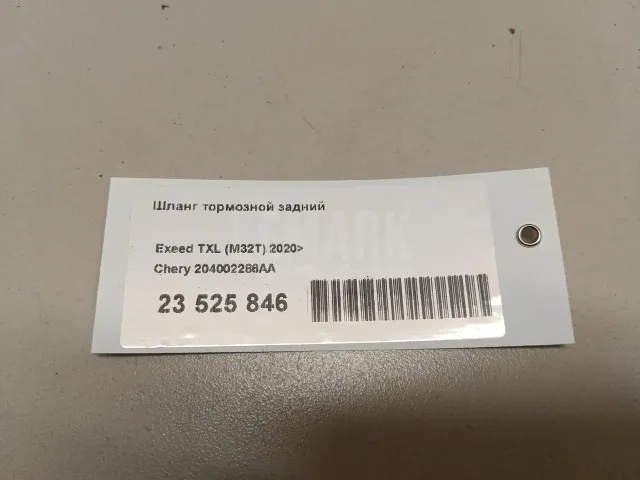 Шланг тормозной задний
Exeed TXL (M32T) 2020>
Chery 204002286AA
23 525 846